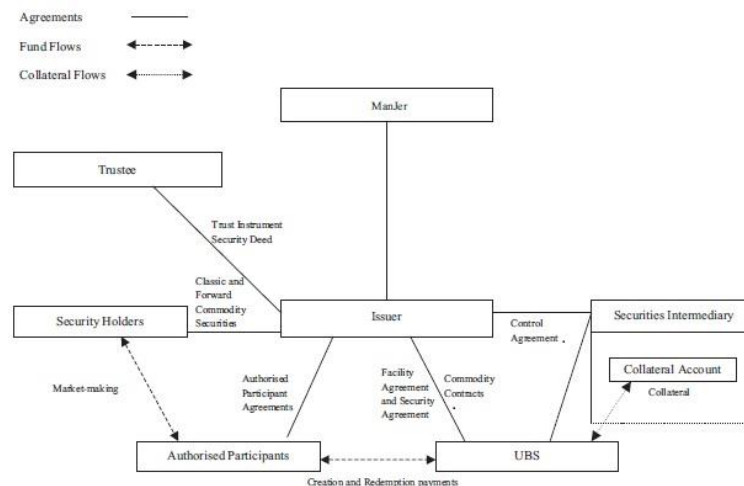 Agreements
Fund Flows
Collateral Flows
ManJer
Trustee
Trust Instrument
Security Deed
Classic and
Forward
Commodity
Securities
Security Holders
Issuer
Control
Agreement .
Securities Intermediary
Collateral Account
Collateral
Market-making
Authorised
Participant
Agreements
Facility
Agreement
and Security
Agreement
Commodity
Contracts
.
Authorised Participants
UBS
Creation and Redemption payments